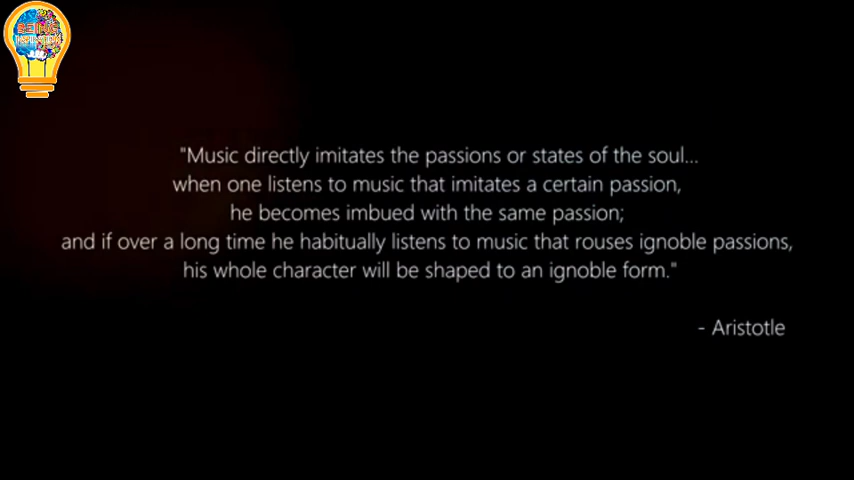 BEING
"Music directly imitates the passions or states of the soul...
when one listens to music that imitates a certain passion,
he becomes imbued with the same passion;
and if over a long time he habitually listens to music that rouses ignoble passions,
his whole character will be shaped to an ignoble form."
- Aristotle